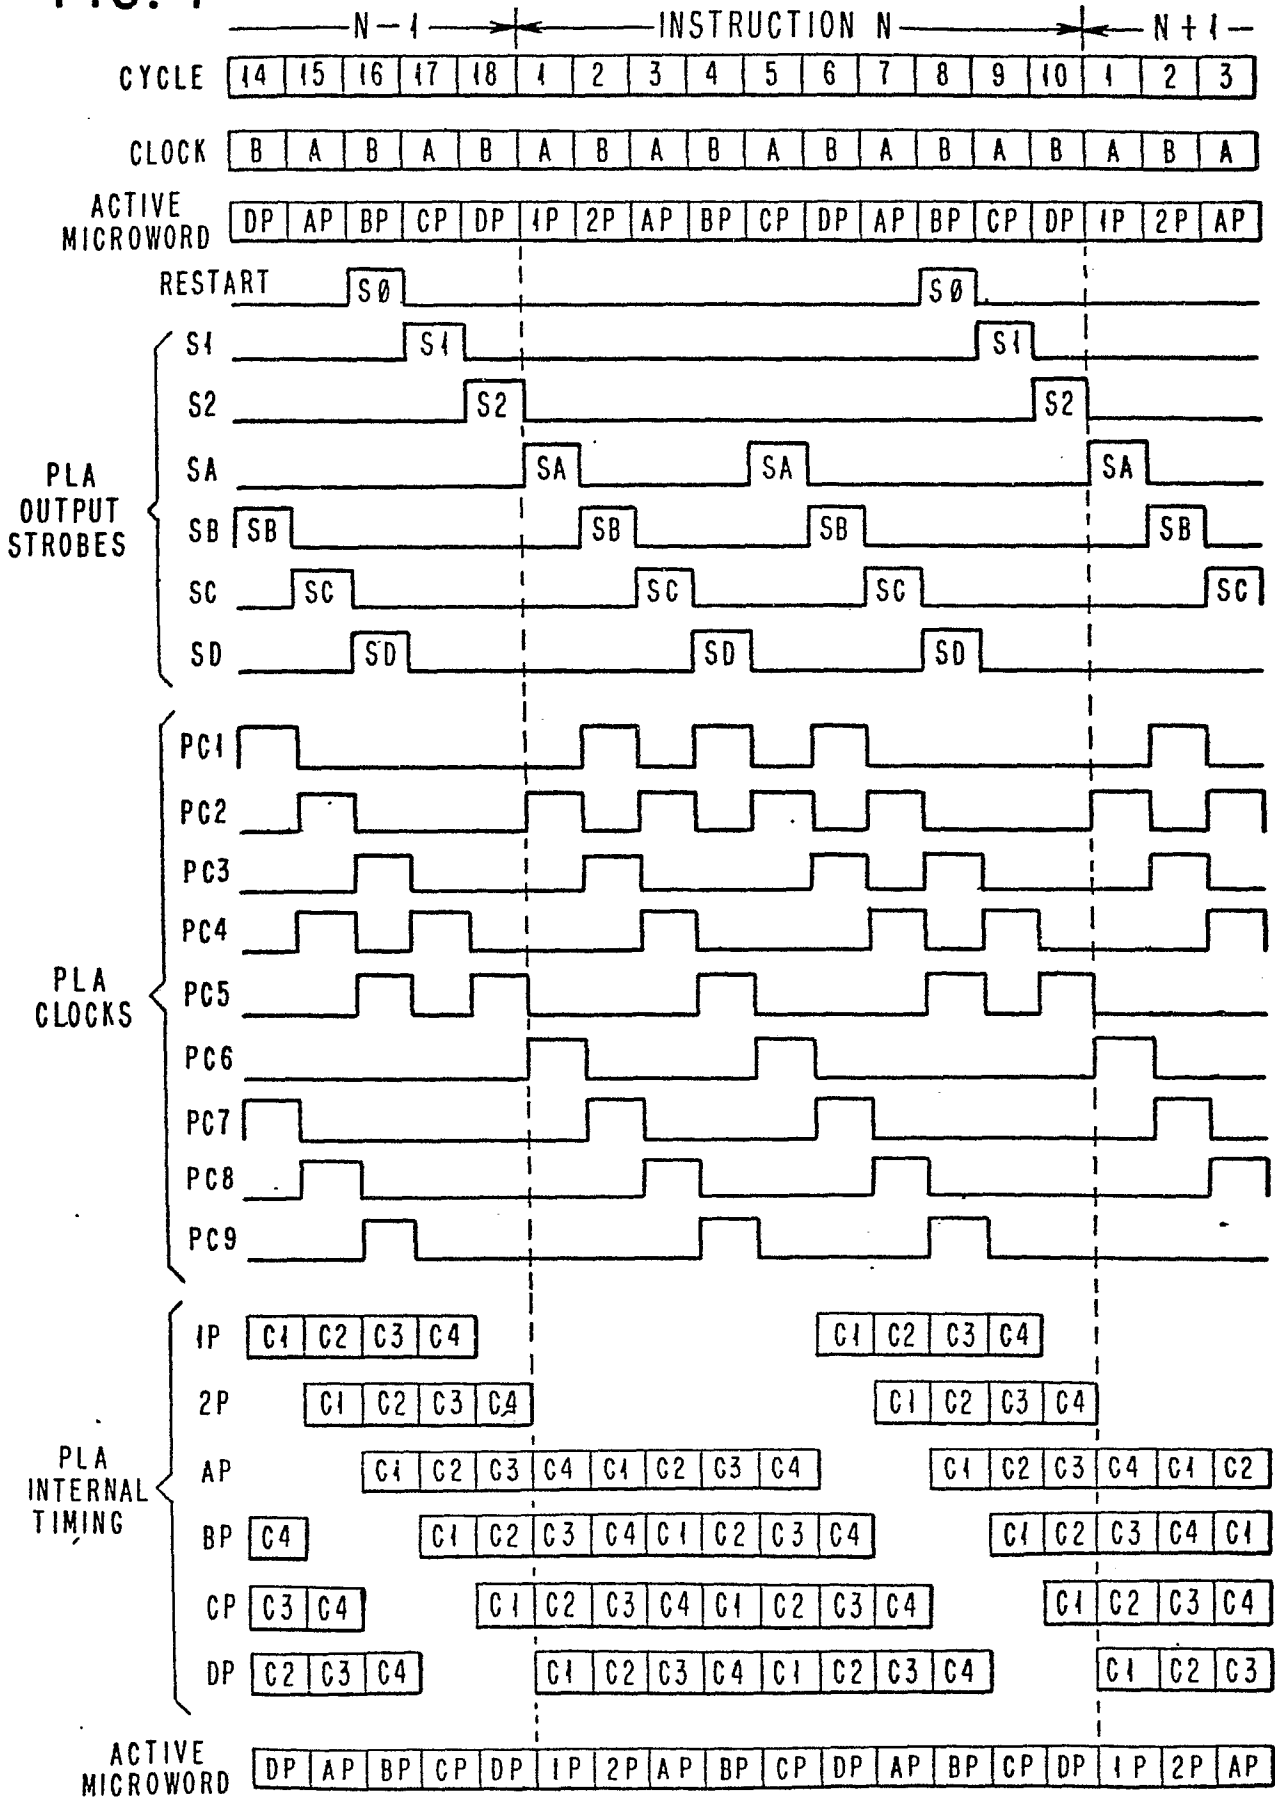 FIG. 7
N-1 INSTRUCTION N N+1
CYCLE 14 15 16 17 18 1 2 3 4 5 6 7 8 9 10 1 2 3
CLOCK B A B A B A B A B A B A B A B A B A
ACTIVE
MICROWORD DP AP BP CP DP 1P 2P AP BP CP DP AP BP CP DP 1P 2P AP
RESTART SØ SØ
S1 S1 S1
S2 S2 S2
PLA
OUTPUT
STROBES
SA SA SA SA
SB SB SB SB SB
SC SC SC SC SC
SD SD SD SD
PC1
PC2
PC3
PC4
PLA
CLOCKS
PC5
PC6
PC7
PC8
PC9
1P C1 C2 C3 C4 C1 C2 C3 C4
2P C1 C2 C3 C4 C1 C2 C3 C4
PLA
INTERNAL
TIMING
AP C1 C2 C3 C4 C1 C2 C3 C4 C1 C2 C3 C4 C1 C2
BP C4 C1 C2 C3 C4 C1 C2 C3 C4 C1 C2 C3 C4 C1
CP C3 C4 C1 C2 C3 C4 C1 C2 C3 C4 C1 C2 C3 C4
DP C2 C3 C4 C1 C2 C3 C4 C1 C2 C3 C4 C1 C2 C3
ACTIVE
MICROWORD DP AP BP CP DP 1P 2P AP BP CP DP AP BP CP DP 1P 2P AP